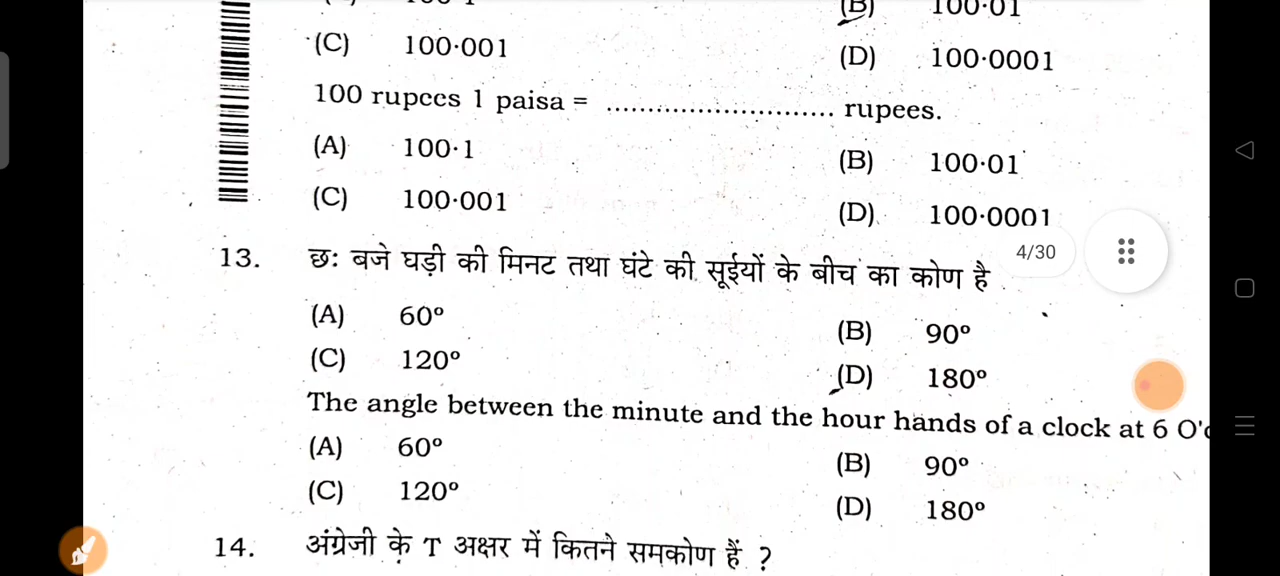 (B) 100·01
(C) 100·001 (D) 100·0001
100 rupees 1 paisa = ............................ rupees.
(A) 100·1 (B) 100·01
(C) 100·001 (D) 100·0001
4/30
13. छः बजे घड़ी की मिनट तथा घंटे की सूईयों के बीच का कोण है
(A) 60° (B) 90°
(C) 120° (D) 180°
The angle between the minute and the hour hands of a clock at 6 O'c
(A) 60° (B) 90°
(C) 120° (D) 180°
14. अंग्रेजी के T अक्षर में कितने समकोण हैं ?